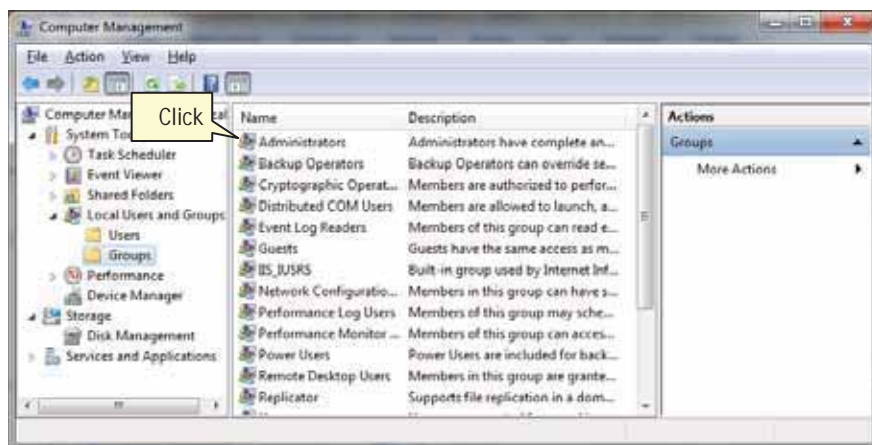 Computer Management
File Action View Help
Click
Computer Ma
System To
Task Scheduler
Event Viewer
Shared Folders
Local Users and Groups
Users
Groups
Performance
Device Manager
Storage
Disk Management
Services and Applications
Name Description
Administrators Administrators have complete an...
Backup Operators Backup Operators can override se...
Cryptographic Operat... Members are authorized to perfor...
Distributed COM Users Members are allowed to launch, a...
Event Log Readers Members of this group can read e...
Guests Guests have the same access as m...
IIS_IUSRS Built-in group used by Internet Inf...
Network Configuratio... Members in this group can have s...
Performance Log Users Members of this group may sche...
Performance Monitor ... Members of this group can acces...
Power Users Power Users are included for back...
Remote Desktop Users Members in this group are grante...
Replicator Supports file replication in a dom...
Actions
Groups
More Actions